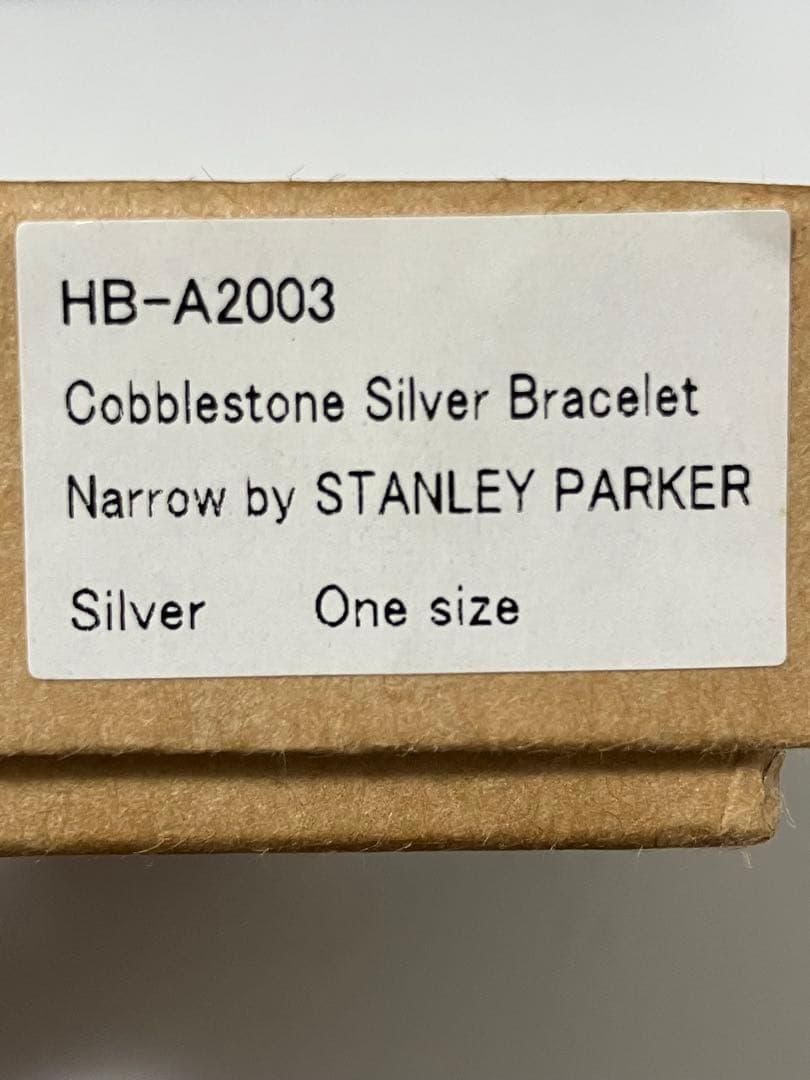 HB-A2003
Cobblestone Silver Bracelet
Narrow by STANLEY PARKER
Silver One size